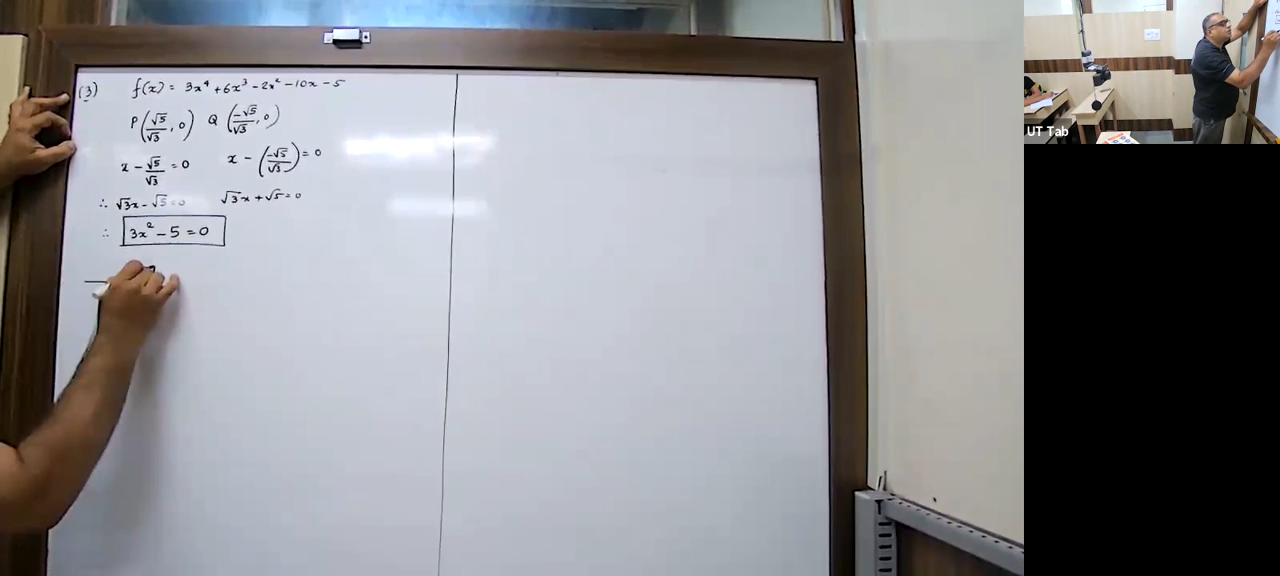 (3) f(x) = 3x⁴ + 6x³ - 2x² - 10x - 5
P(√5/√3, 0) Q(-√5/√3, 0)
x - √5/√3 = 0 x - (-√5/√3) = 0
∴ √3x - √5 = 0 √3x + √5 = 0
∴ 3x² - 5 = 0
UT Tab